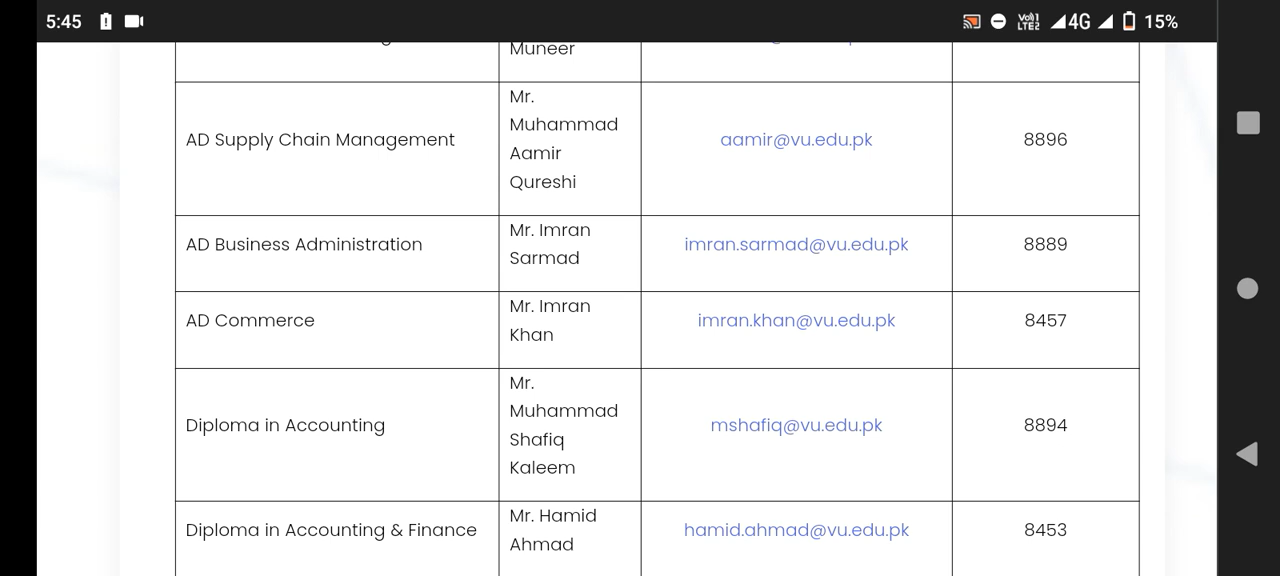 5:45
Vo))1
LTE2
4G
15%
Muneer
AD Supply Chain Management
Mr.
Muhammad
Aamir
Qureshi
aamir@vu.edu.pk
8896
AD Business Administration
Mr. Imran
Sarmad
imran.sarmad@vu.edu.pk
8889
AD Commerce
Mr. Imran
Khan
imran.khan@vu.edu.pk
8457
Diploma in Accounting
Mr.
Muhammad
Shafiq
Kaleem
mshafiq@vu.edu.pk
8894
Diploma in Accounting & Finance
Mr. Hamid
Ahmad
hamid.ahmad@vu.edu.pk
8453